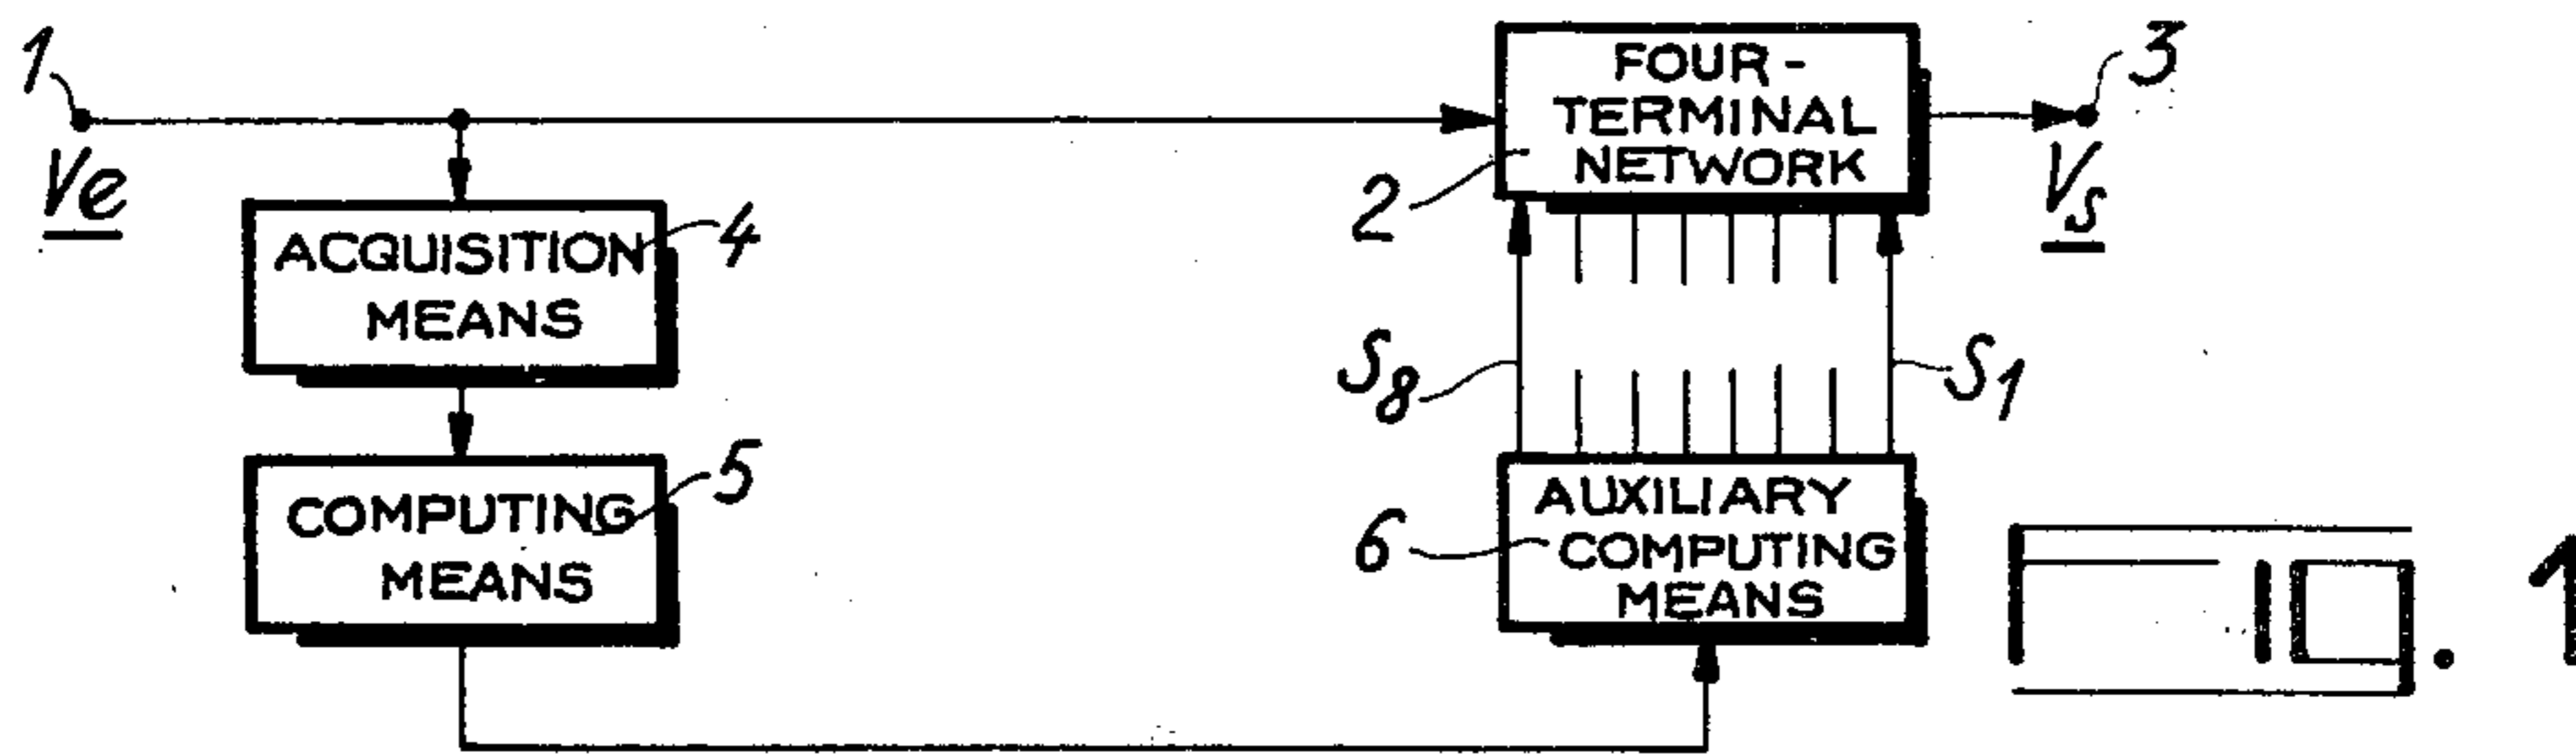 1
Ve
FOUR-
TERMINAL
NETWORK
2
3
Vs
ACQUISITION
MEANS
4
S8
S1
COMPUTING
MEANS
5
AUXILIARY
COMPUTING
MEANS
6
FIG. 1